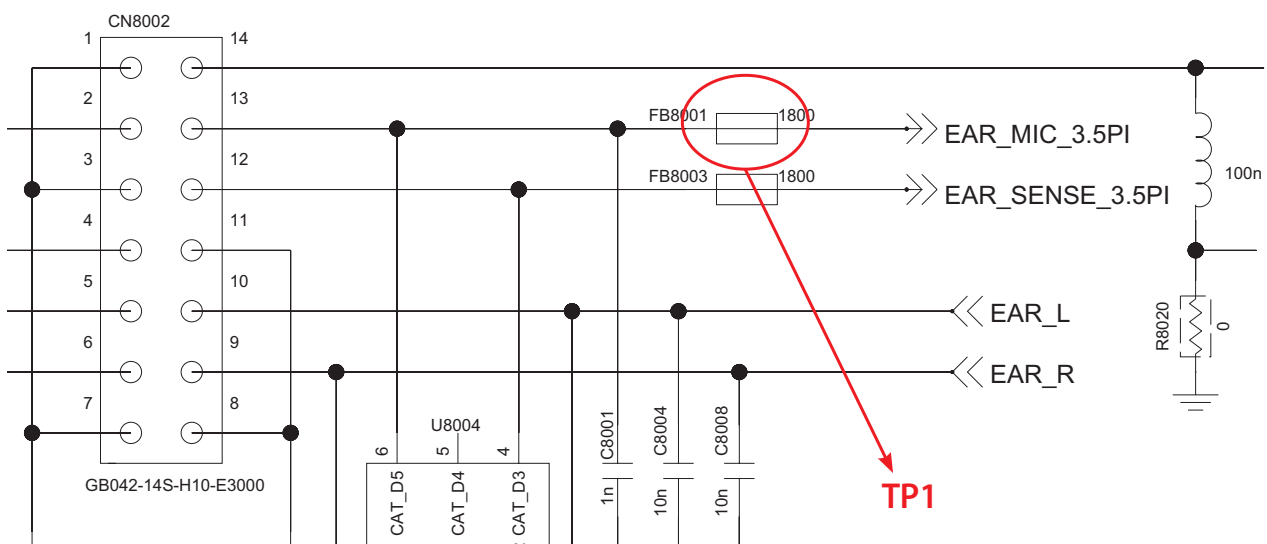 CN8002
1
14
2
13
FB8001
1800
EAR_MIC_3.5PI
3
12
FB8003
1800
EAR_SENSE_3.5PI
100n
4
11
5
10
EAR_L
R8020
0
6
9
EAR_R
7
8
U8004
6
5
4
C8001
C8004
C8008
GB042-14S-H10-E3000
CAT_D5
CAT_D4
CAT_D3
1n
10n
10n
TP1